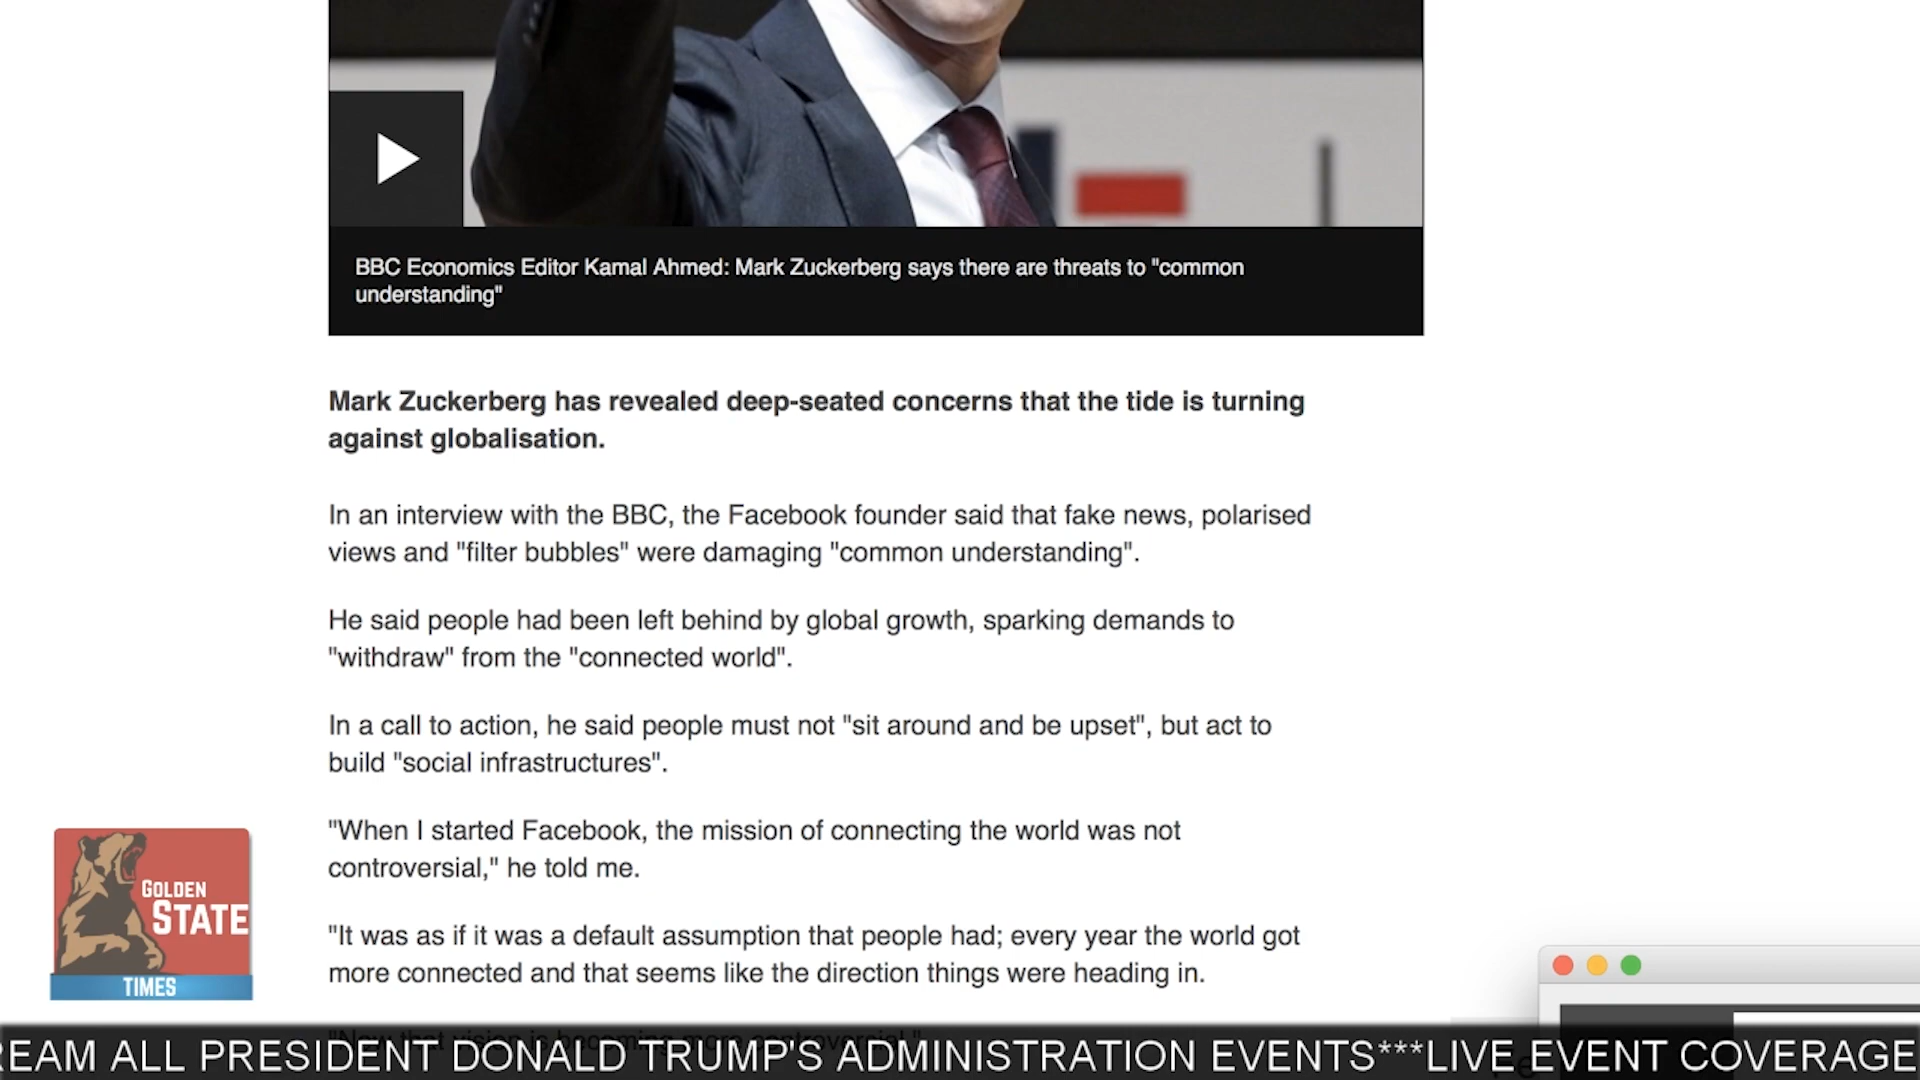 BBC Economics Editor Kamal Ahmed: Mark Zuckerberg says there are threats to "common
understanding"
Mark Zuckerberg has revealed deep-seated concerns that the tide is turning
against globalisation.
In an interview with the BBC, the Facebook founder said that fake news, polarised
views and "filter bubbles" were damaging "common understanding".
He said people had been left behind by global growth, sparking demands to
"withdraw" from the "connected world".
In a call to action, he said people must not "sit around and be upset", but act to
build "social infrastructures".
"When I started Facebook, the mission of connecting the world was not
controversial," he told me.
"It was as if it was a default assumption that people had; every year the world got
more connected and that seems like the direction things were heading in.
"Now that vision is becoming more controversial."
GOLDEN
STATE
TIMES
REAM ALL PRESIDENT DONALD TRUMP'S ADMINISTRATION EVENTS***LIVE EVENT COVERAGE